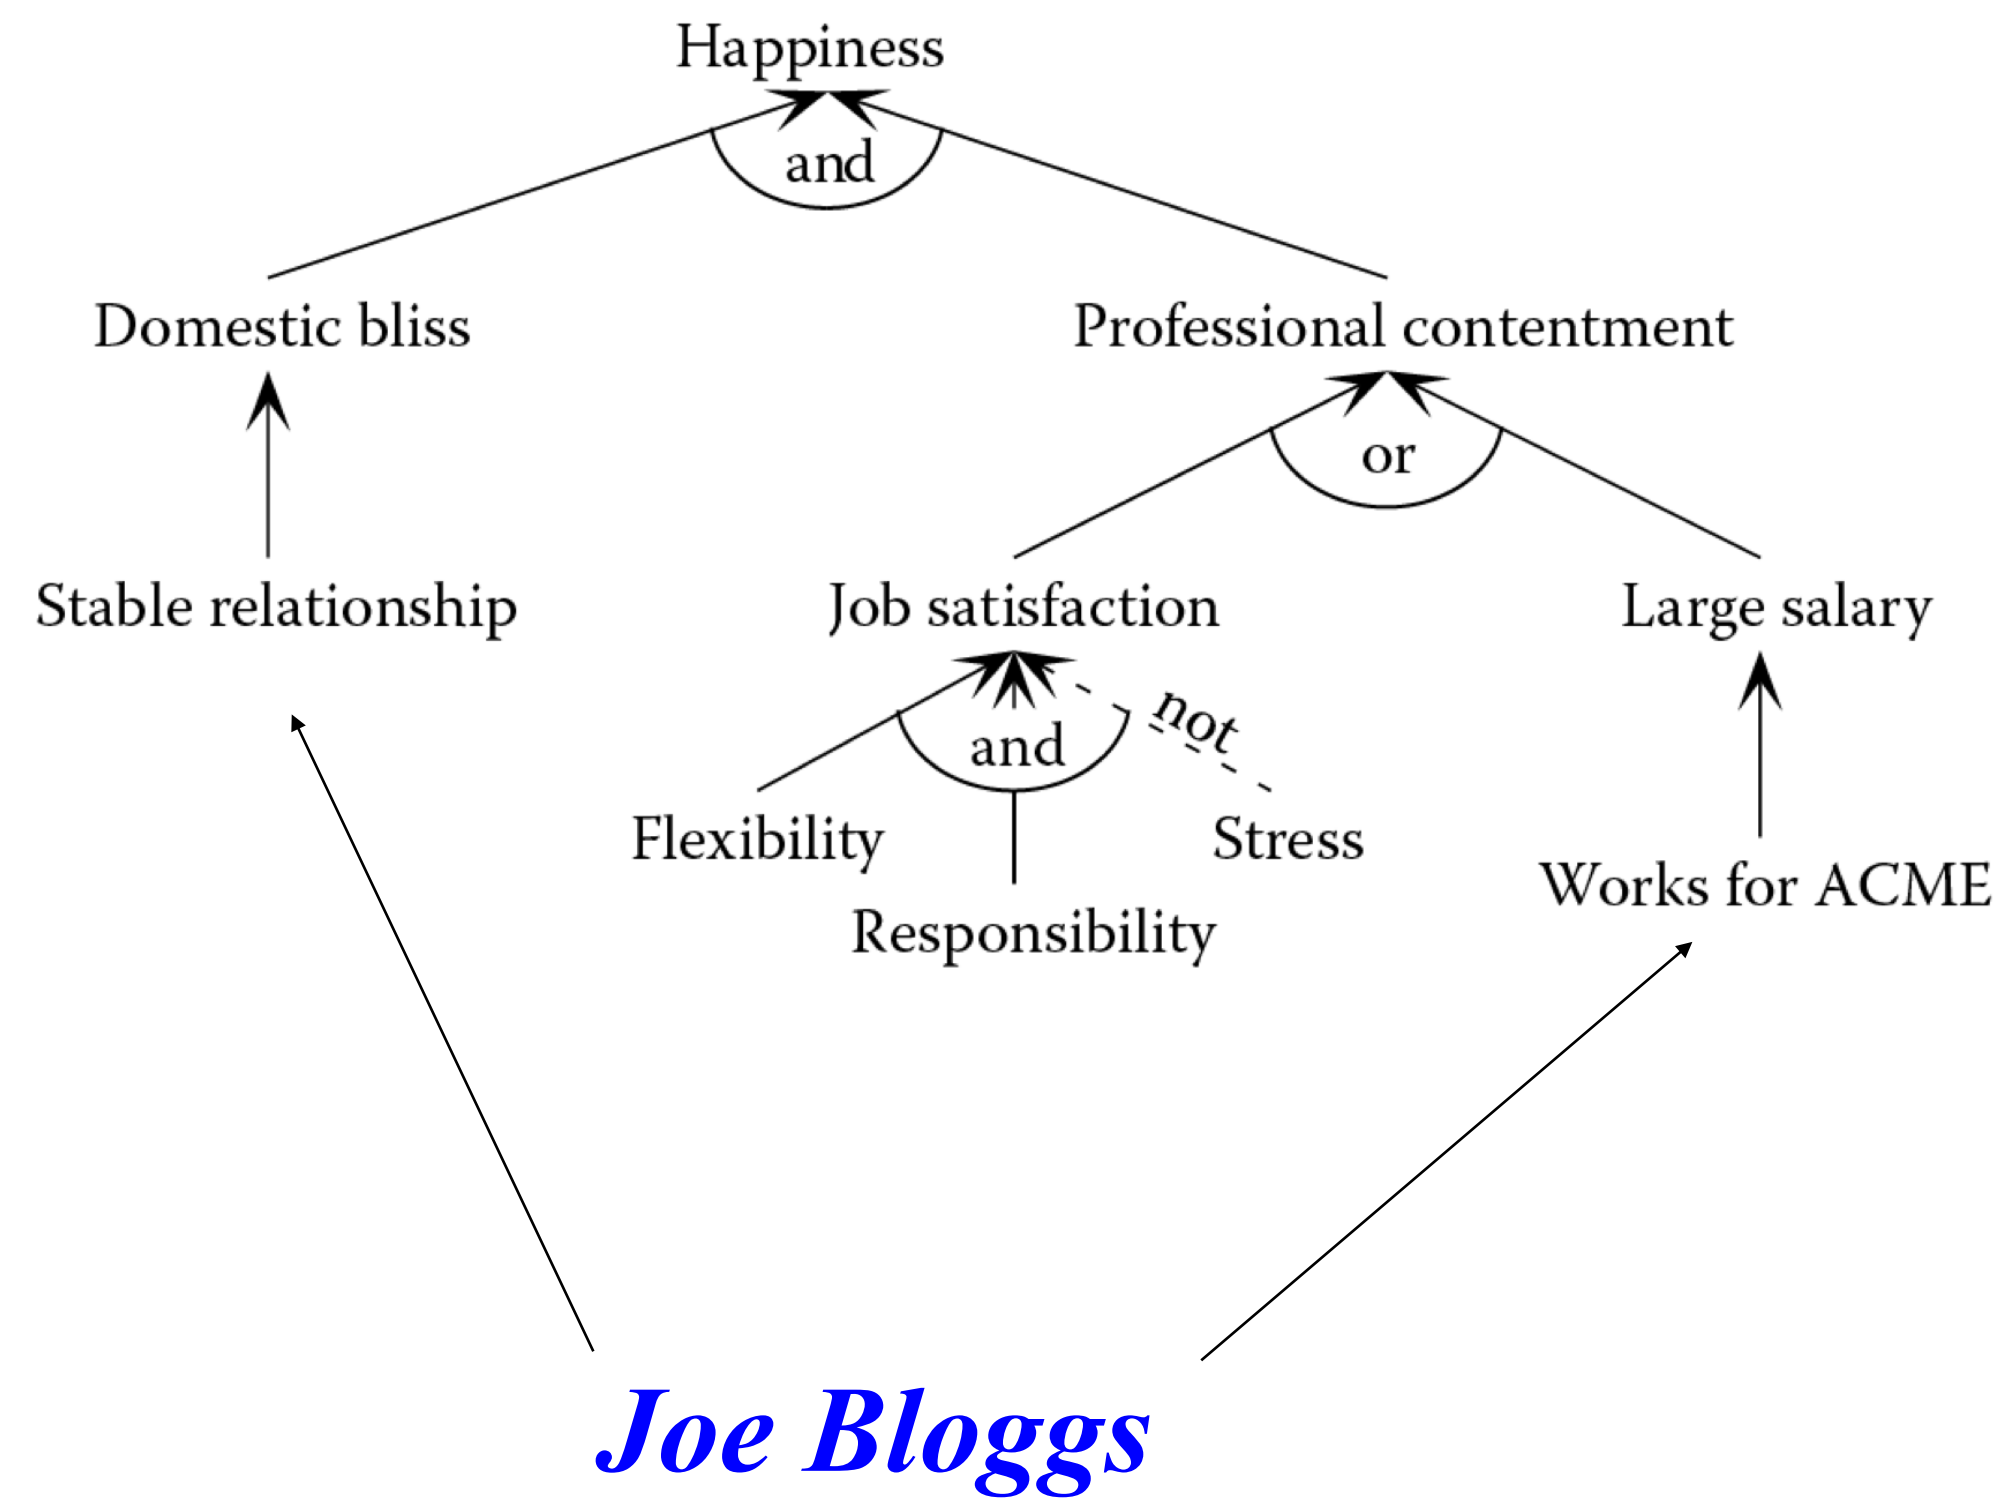 Happiness
and
Domestic bliss
Professional contentment
or
Stable relationship
Job satisfaction
Large salary
not
and
Flexibility
Stress
Works for ACME
Responsibility
Joe Bloggs